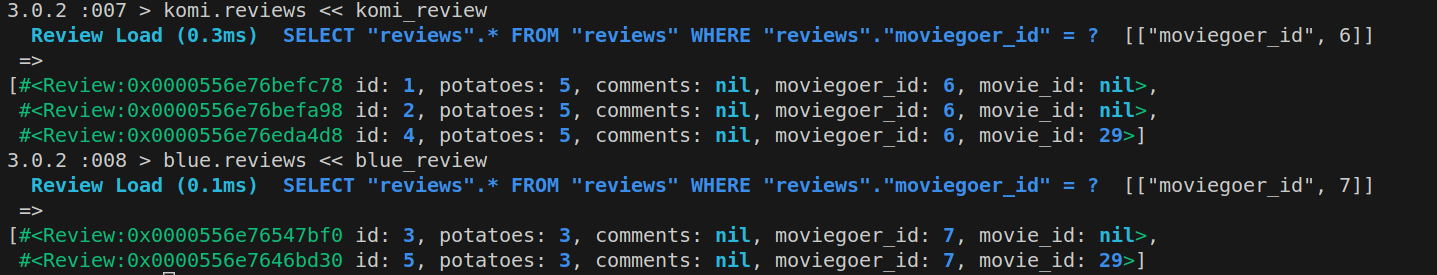 3.0.2 :007 > komi.reviews << komi_review
  Review Load (0.3ms)  SELECT "reviews".* FROM "reviews" WHERE "reviews"."moviegoer_id" = ?  [["moviegoer_id", 6]]
 =>
[#<Review:0x0000556e76befc78 id: 1, potatoes: 5, comments: nil, moviegoer_id: 6, movie_id: nil>,
 #<Review:0x0000556e76befa98 id: 2, potatoes: 5, comments: nil, moviegoer_id: 6, movie_id: nil>,
 #<Review:0x0000556e76eda4d8 id: 4, potatoes: 5, comments: nil, moviegoer_id: 6, movie_id: 29>]
3.0.2 :008 > blue.reviews << blue_review
  Review Load (0.1ms)  SELECT "reviews".* FROM "reviews" WHERE "reviews"."moviegoer_id" = ?  [["moviegoer_id", 7]]
 =>
[#<Review:0x0000556e76547bf0 id: 3, potatoes: 3, comments: nil, moviegoer_id: 7, movie_id: nil>,
 #<Review:0x0000556e7646bd30 id: 5, potatoes: 3, comments: nil, moviegoer_id: 7, movie_id: 29>]